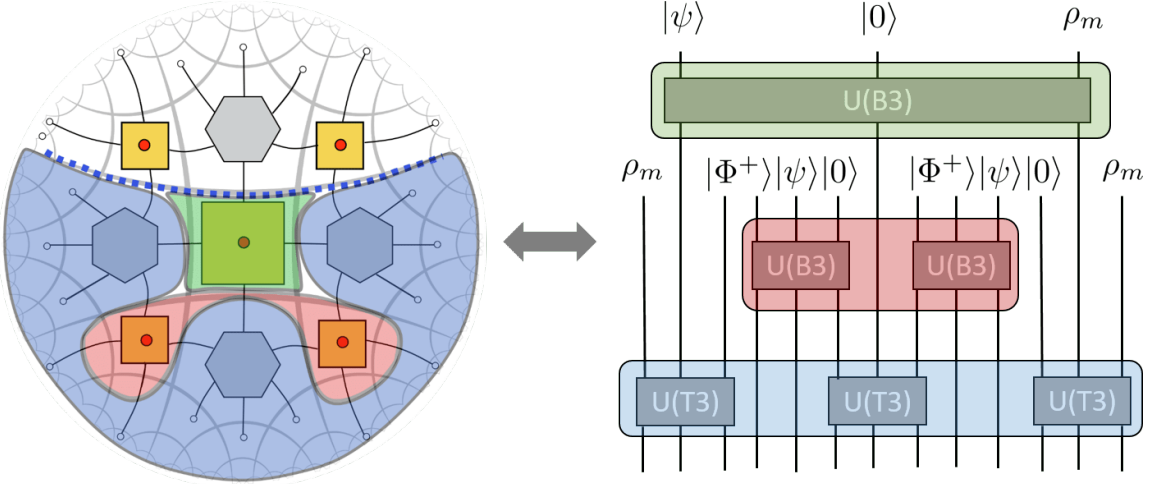 |ψ⟩ |0⟩ ρm
U(B3)
ρm |Φ+⟩|ψ⟩|0⟩ |Φ+⟩|ψ⟩|0⟩ ρm
U(B3) U(B3)
U(T3) U(T3) U(T3)